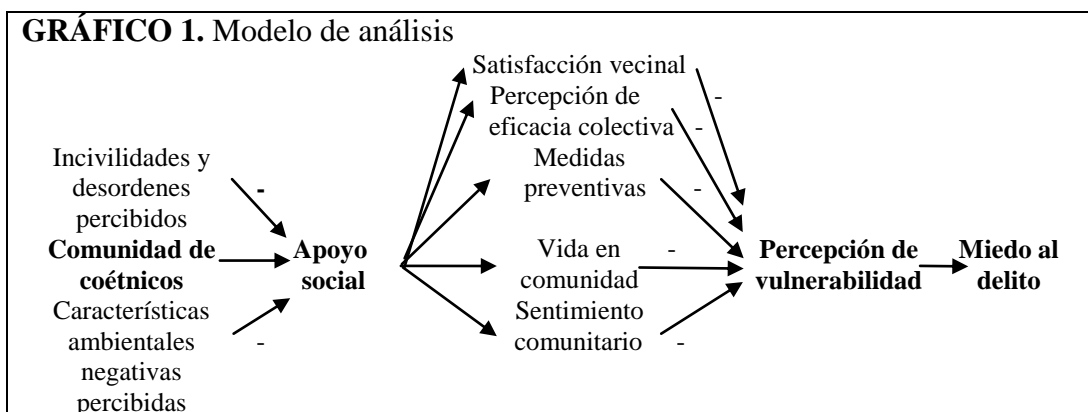 GRÁFICO 1. Modelo de análisis
Incivilidades y
desordenes
percibidos
-
Comunidad de
coétnicos
Características
ambientales
negativas
percibidas
-
Apoyo
social
Satisfacción vecinal
-
Percepción de
eficacia colectiva -
Medidas
preventivas -
Vida en -
comunidad
Sentimiento
comunitario -
Percepción de
vulnerabilidad
Miedo al
delito